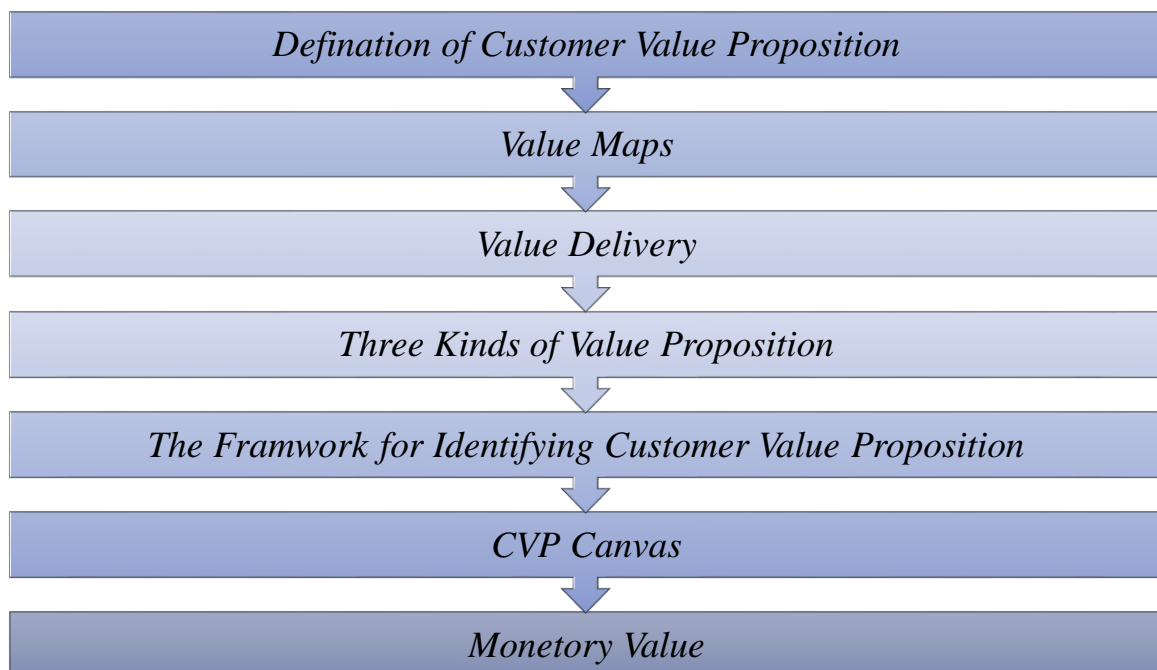 Defination of Customer Value Proposition
Value Maps
Value Delivery
Three Kinds of Value Proposition
The Framwork for Identifying Customer Value Proposition
CVP Canvas
Monetory Value